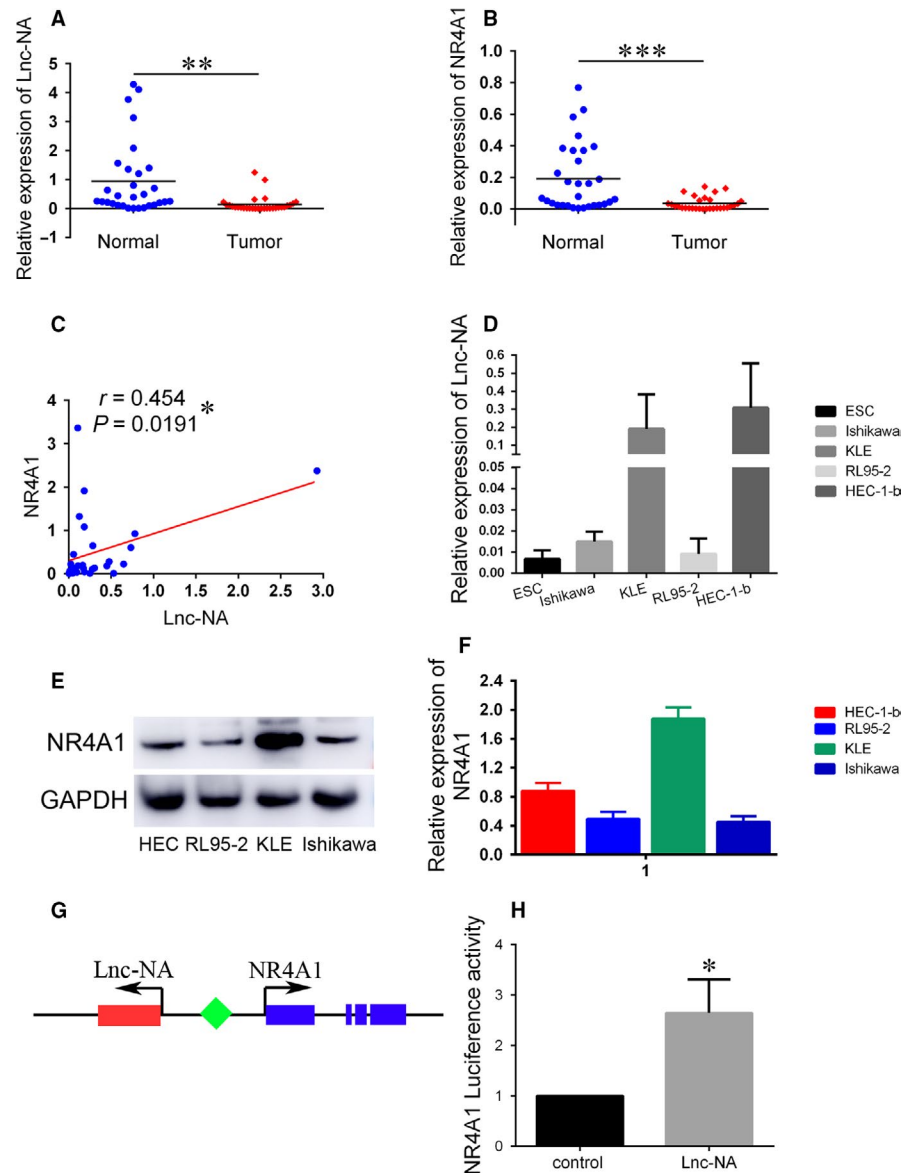 A
Relative expression of Lnc-NA
5
4
3
2
1
0
−1
**
Normal
Tumor
B
Relative expression of NR4A1
1.0
0.8
0.6
0.4
0.2
0.0
***
Normal
Tumor
C
r = 0.454
P = 0.0191 *
NR4A1
4
3
2
1
0
0.0 0.5 1.0 1.5 2.0 2.5 3.0
Lnc-NA
D
Relative expression of Lnc-NA
0.6
0.5
0.4
0.3
0.2
0.1
0.05
0.04
0.03
0.02
0.01
0.00
ESC
Ishikawa
KLE
RL95-2
HEC-1-b
ESC
Ishikawa
KLE
RL95-2
HEC-1-b
E
NR4A1
GAPDH
HEC RL95-2 KLE Ishikawa
F
Relative expression of
NR4A1
2.4
2.0
1.6
1.2
0.8
0.4
0.0
1
HEC-1-b
RL95-2
KLE
Ishikawa
G
Lnc-NA
NR4A1
H
NR4A1 Luciference activity
4
3
2
1
0
*
control
Lnc-NA